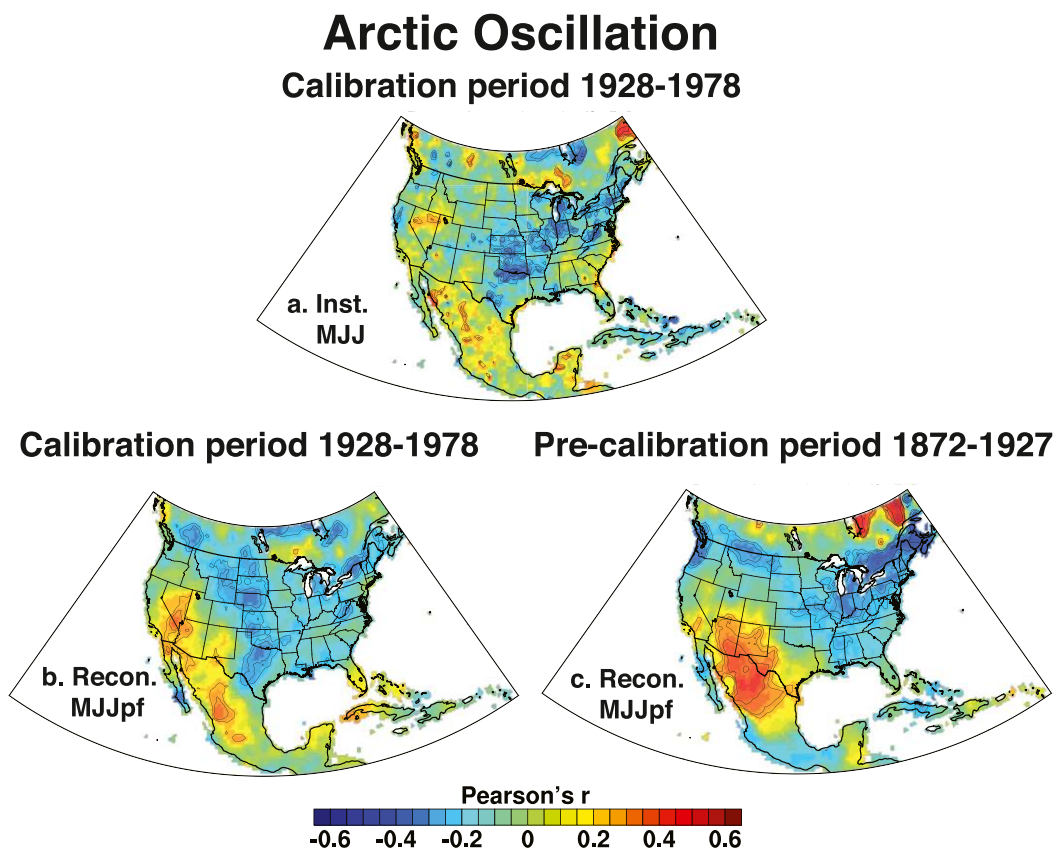 Arctic Oscillation
Calibration period 1928-1978
a. Inst.
MJJ
Calibration period 1928-1978
Pre-calibration period 1872-1927
b. Recon.
MJJpf
c. Recon.
MJJpf
Pearson's r
-0.6 -0.4 -0.2 0 0.2 0.4 0.6